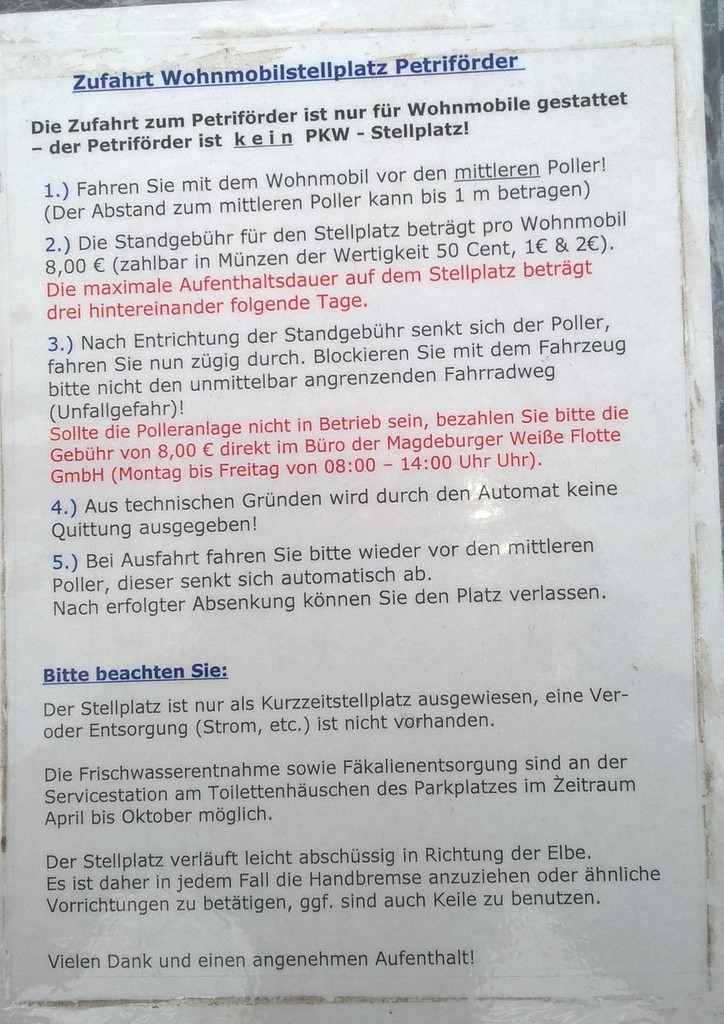 Zufahrt Wohnmobilstellplatz Petriförder
Die Zufahrt zum Petriförder ist nur für Wohnmobile gestattet
– der Petriförder ist k e i n PKW - Stellplatz!
1.) Fahren Sie mit dem Wohnmobil vor den mittleren Poller!
(Der Abstand zum mittleren Poller kann bis 1 m betragen)
2.) Die Standgebühr für den Stellplatz beträgt pro Wohnmobil
8,00 € (zahlbar in Münzen der Wertigkeit 50 Cent, 1€ & 2€).
Die maximale Aufenthaltsdauer auf dem Stellplatz beträgt
drei hintereinander folgende Tage.
3.) Nach Entrichtung der Standgebühr senkt sich der Poller,
fahren Sie nun zügig durch. Blockieren Sie mit dem Fahrzeug
bitte nicht den unmittelbar angrenzenden Fahrradweg
(Unfallgefahr)!
Sollte die Polleranlage nicht in Betrieb sein, bezahlen Sie bitte die
Gebühr von 8,00 € direkt im Büro der Magdeburger Weiße Flotte
GmbH (Montag bis Freitag von 08:00 – 14:00 Uhr Uhr).
4.) Aus technischen Gründen wird durch den Automat keine
Quittung ausgegeben!
5.) Bei Ausfahrt fahren Sie bitte wieder vor den mittleren
Poller, dieser senkt sich automatisch ab.
Nach erfolgter Absenkung können Sie den Platz verlassen.
Bitte beachten Sie:
Der Stellplatz ist nur als Kurzzeitstellplatz ausgewiesen, eine Ver-
oder Entsorgung (Strom, etc.) ist nicht vorhanden.
Die Frischwasserentnahme sowie Fäkalienentsorgung sind an der
Servicestation am Toilettenhäuschen des Parkplatzes im Zeitraum
April bis Oktober möglich.
Der Stellplatz verläuft leicht abschüssig in Richtung der Elbe.
Es ist daher in jedem Fall die Handbremse anzuziehen oder ähnliche
Vorrichtungen zu betätigen, ggf. sind auch Keile zu benutzen.
Vielen Dank und einen angenehmen Aufenthalt!